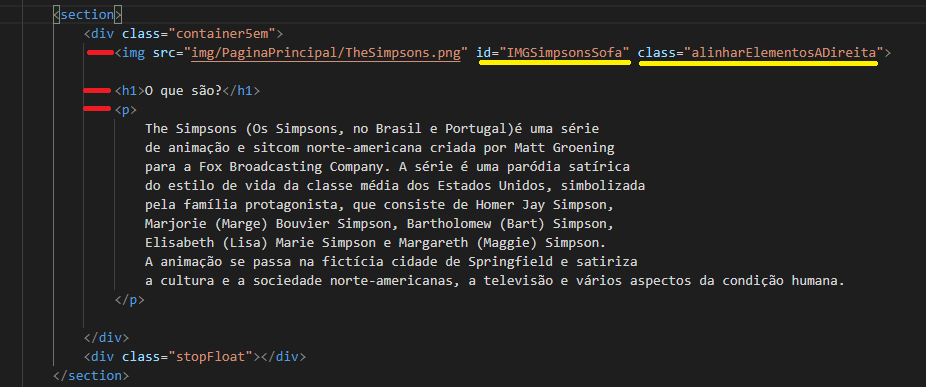 <section>
<div class="container5em">
<img src="img/PaginaPrincipal/TheSimpsons.png" id="IMGSimpsonsSofa" class="alinharElementosADireita">
<h1>O que são?</h1>
<p>
The Simpsons (Os Simpsons, no Brasil e Portugal)é uma série
de animação e sitcom norte-americana criada por Matt Groening
para a Fox Broadcasting Company. A série é uma paródia satírica
do estilo de vida da classe média dos Estados Unidos, simbolizada
pela família protagonista, que consiste de Homer Jay Simpson,
Marjorie (Marge) Bouvier Simpson, Bartholomew (Bart) Simpson,
Elisabeth (Lisa) Marie Simpson e Margareth (Maggie) Simpson.
A animação se passa na fictícia cidade de Springfield e satiriza
a cultura e a sociedade norte-americanas, a televisão e vários aspectos da condição humana.
</p>
</div>
<div class="stopFloat"></div>
</section>